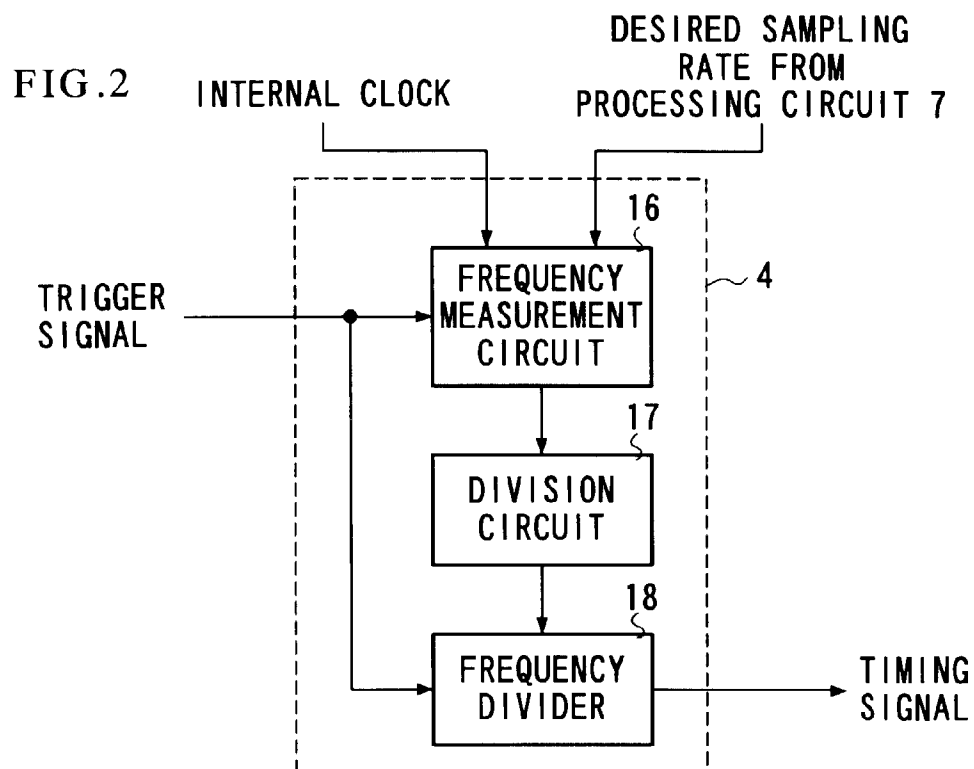 FIG.2
INTERNAL CLOCK
DESIRED SAMPLING
RATE FROM
PROCESSING CIRCUIT 7
16
FREQUENCY
MEASUREMENT
CIRCUIT
4
TRIGGER
SIGNAL
17
DIVISION
CIRCUIT
18
FREQUENCY
DIVIDER
TIMING
SIGNAL